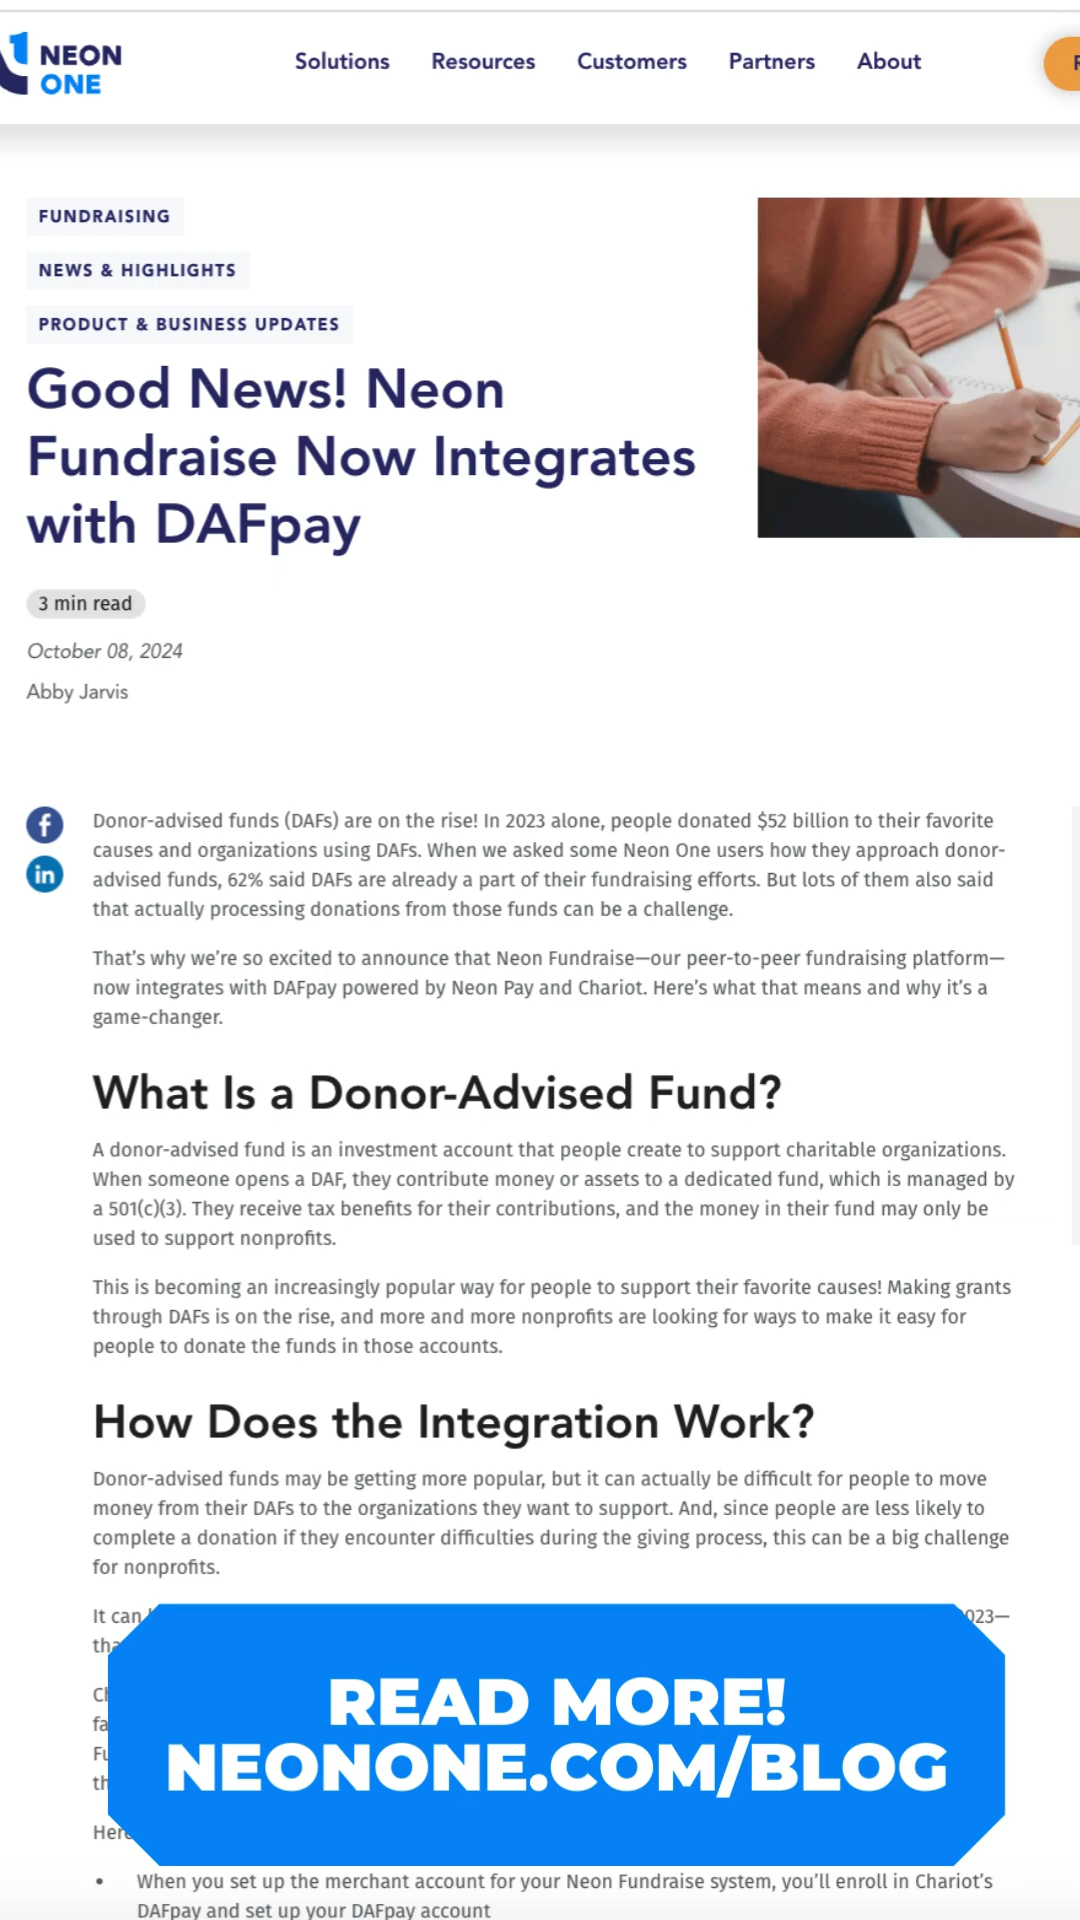 NEON
ONE
Solutions
Resources
Customers
Partners
About
FUNDRAISING
NEWS & HIGHLIGHTS
PRODUCT & BUSINESS UPDATES
Good News! Neon
Fundraise Now Integrates
with DAFpay
3 min read
October 08, 2024
Abby Jarvis
Donor-advised funds (DAFs) are on the rise! In 2023 alone, people donated $52 billion to their favorite
causes and organizations using DAFs. When we asked some Neon One users how they approach donor-
advised funds, 62% said DAFs are already a part of their fundraising efforts. But lots of them also said
that actually processing donations from those funds can be a challenge.
That’s why we’re so excited to announce that Neon Fundraise—our peer-to-peer fundraising platform—
now integrates with DAFpay powered by Neon Pay and Chariot. Here’s what that means and why it’s a
game-changer.
What Is a Donor-Advised Fund?
A donor-advised fund is an investment account that people create to support charitable organizations.
When someone opens a DAF, they contribute money or assets to a dedicated fund, which is managed by
a 501(c)(3). They receive tax benefits for their contributions, and the money in their fund may only be
used to support nonprofits.
This is becoming an increasingly popular way for people to support their favorite causes! Making grants
through DAFs is on the rise, and more and more nonprofits are looking for ways to make it easy for
people to donate the funds in those accounts.
How Does the Integration Work?
Donor-advised funds may be getting more popular, but it can actually be difficult for people to move
money from their DAFs to the organizations they want to support. And, since people are less likely to
complete a donation if they encounter difficulties during the giving process, this can be a big challenge
for nonprofits.
It can
READ MORE!
NEONONE.COM/BLOG
• When you set up the merchant account for your Neon Fundraise system, you’ll enroll in Chariot’s
DAFpay and set up your DAFpay account